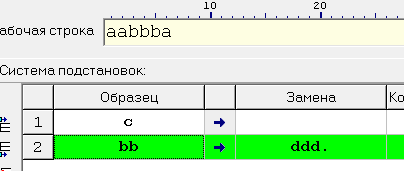 10 20
абочая строка aabbba
Система подстановок:
Образец Замена Ко
1 c
2 bb ddd.